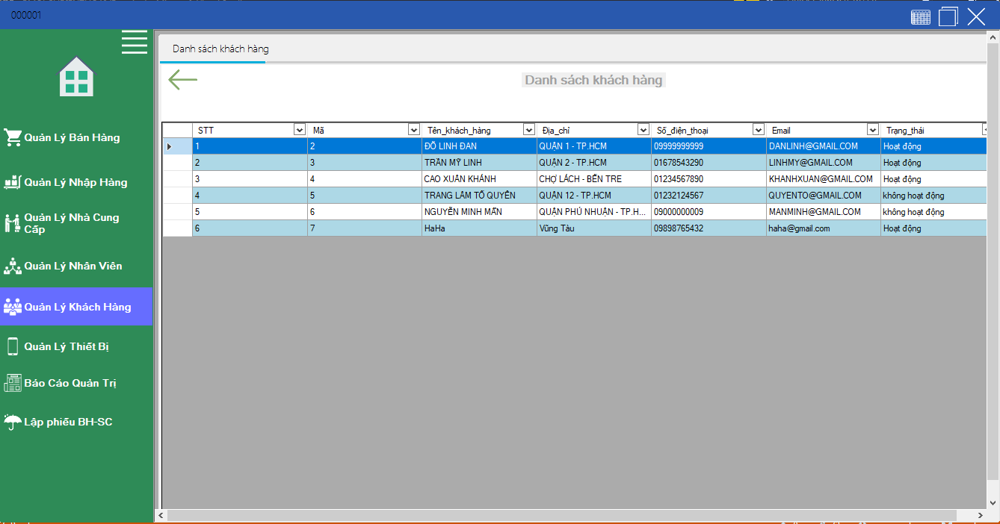 000001
Danh sách khách hàng
Danh sách khách hàng
Quản Lý Bán Hàng
Quản Lý Nhập Hàng
Quản Lý Nhà Cung
Cấp
Quản Lý Nhân Viên
Quản Lý Khách Hàng
Quản Lý Thiết Bị
Báo Cáo Quản Trị
Lập phiếu BH-SC
STT Mã Tên_khách_hàng Địa_chỉ Số_điện_thoại Email Trạng_thái
1 2 ĐỖ LINH ĐAN QUẬN 1 - TP.HCM 09999999999 DANLINH@GMAIL.COM Hoạt động
2 3 TRẦN MỸ LINH QUẬN 2 - TP.HCM 01678543290 LINHMY@GMAIL.COM Hoạt động
3 4 CAO XUÂN KHÁNH CHỢ LÁCH - BẾN TRE 01234567890 KHANHXUAN@GMAIL.COM Hoạt động
4 5 TRANG LÂM TỐ QUYÊN QUẬN 12 - TP.HCM 01232124567 QUYENTO@GMAIL.COM không hoạt động
5 6 NGUYỄN MINH MẪN QUẬN PHÚ NHUẬN - TP.H... 09000000009 MANMINH@GMAIL.COM không hoạt động
6 7 HaHa Vũng Tàu 09898765432 haha@gmail.com Hoạt động